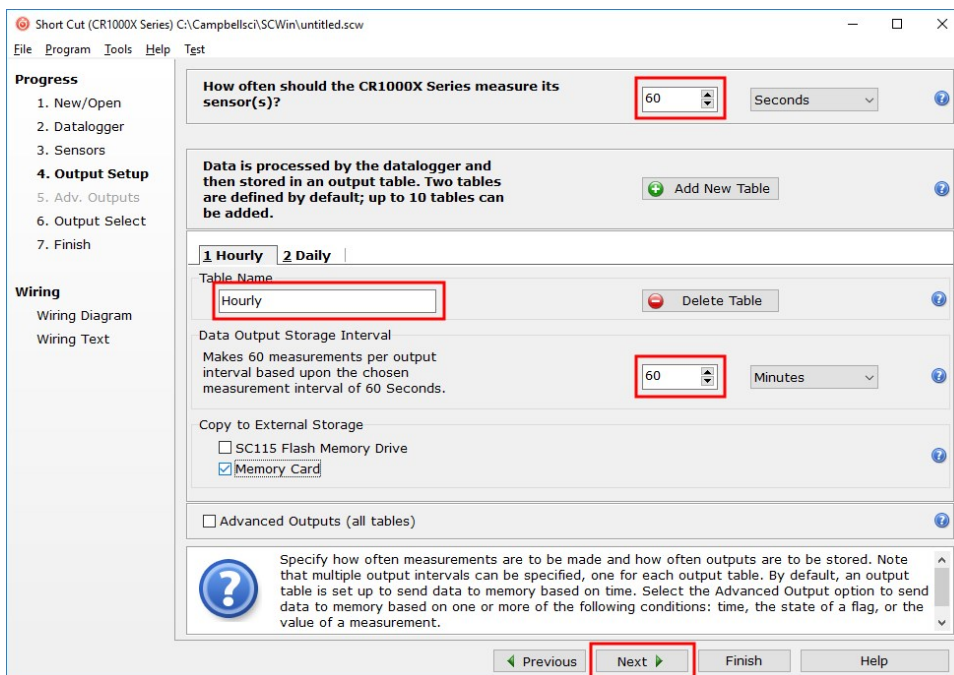 Short Cut (CR1000X Series) C:\Campbellsci\SCWin\untitled.scw
File Program Tools Help Test
Progress
1. New/Open
2. Datalogger
3. Sensors
4. Output Setup
5. Adv. Outputs
6. Output Select
7. Finish
Wiring
Wiring Diagram
Wiring Text
How often should the CR1000X Series measure its
sensor(s)?
60
Seconds
Data is processed by the datalogger and
then stored in an output table. Two tables
are defined by default; up to 10 tables can
be added.
Add New Table
1 Hourly 2 Daily
Table Name
Hourly
Delete Table
Data Output Storage Interval
Makes 60 measurements per output
interval based upon the chosen
measurement interval of 60 Seconds.
60
Minutes
Copy to External Storage
SC115 Flash Memory Drive
Memory Card
Advanced Outputs (all tables)
Specify how often measurements are to be made and how often outputs are to be stored. Note
that multiple output intervals can be specified, one for each output table. By default, an output
table is set up to send data to memory based on time. Select the Advanced Output option to send
data to memory based on one or more of the following conditions: time, the state of a flag, or the
value of a measurement.
Previous Next Finish Help